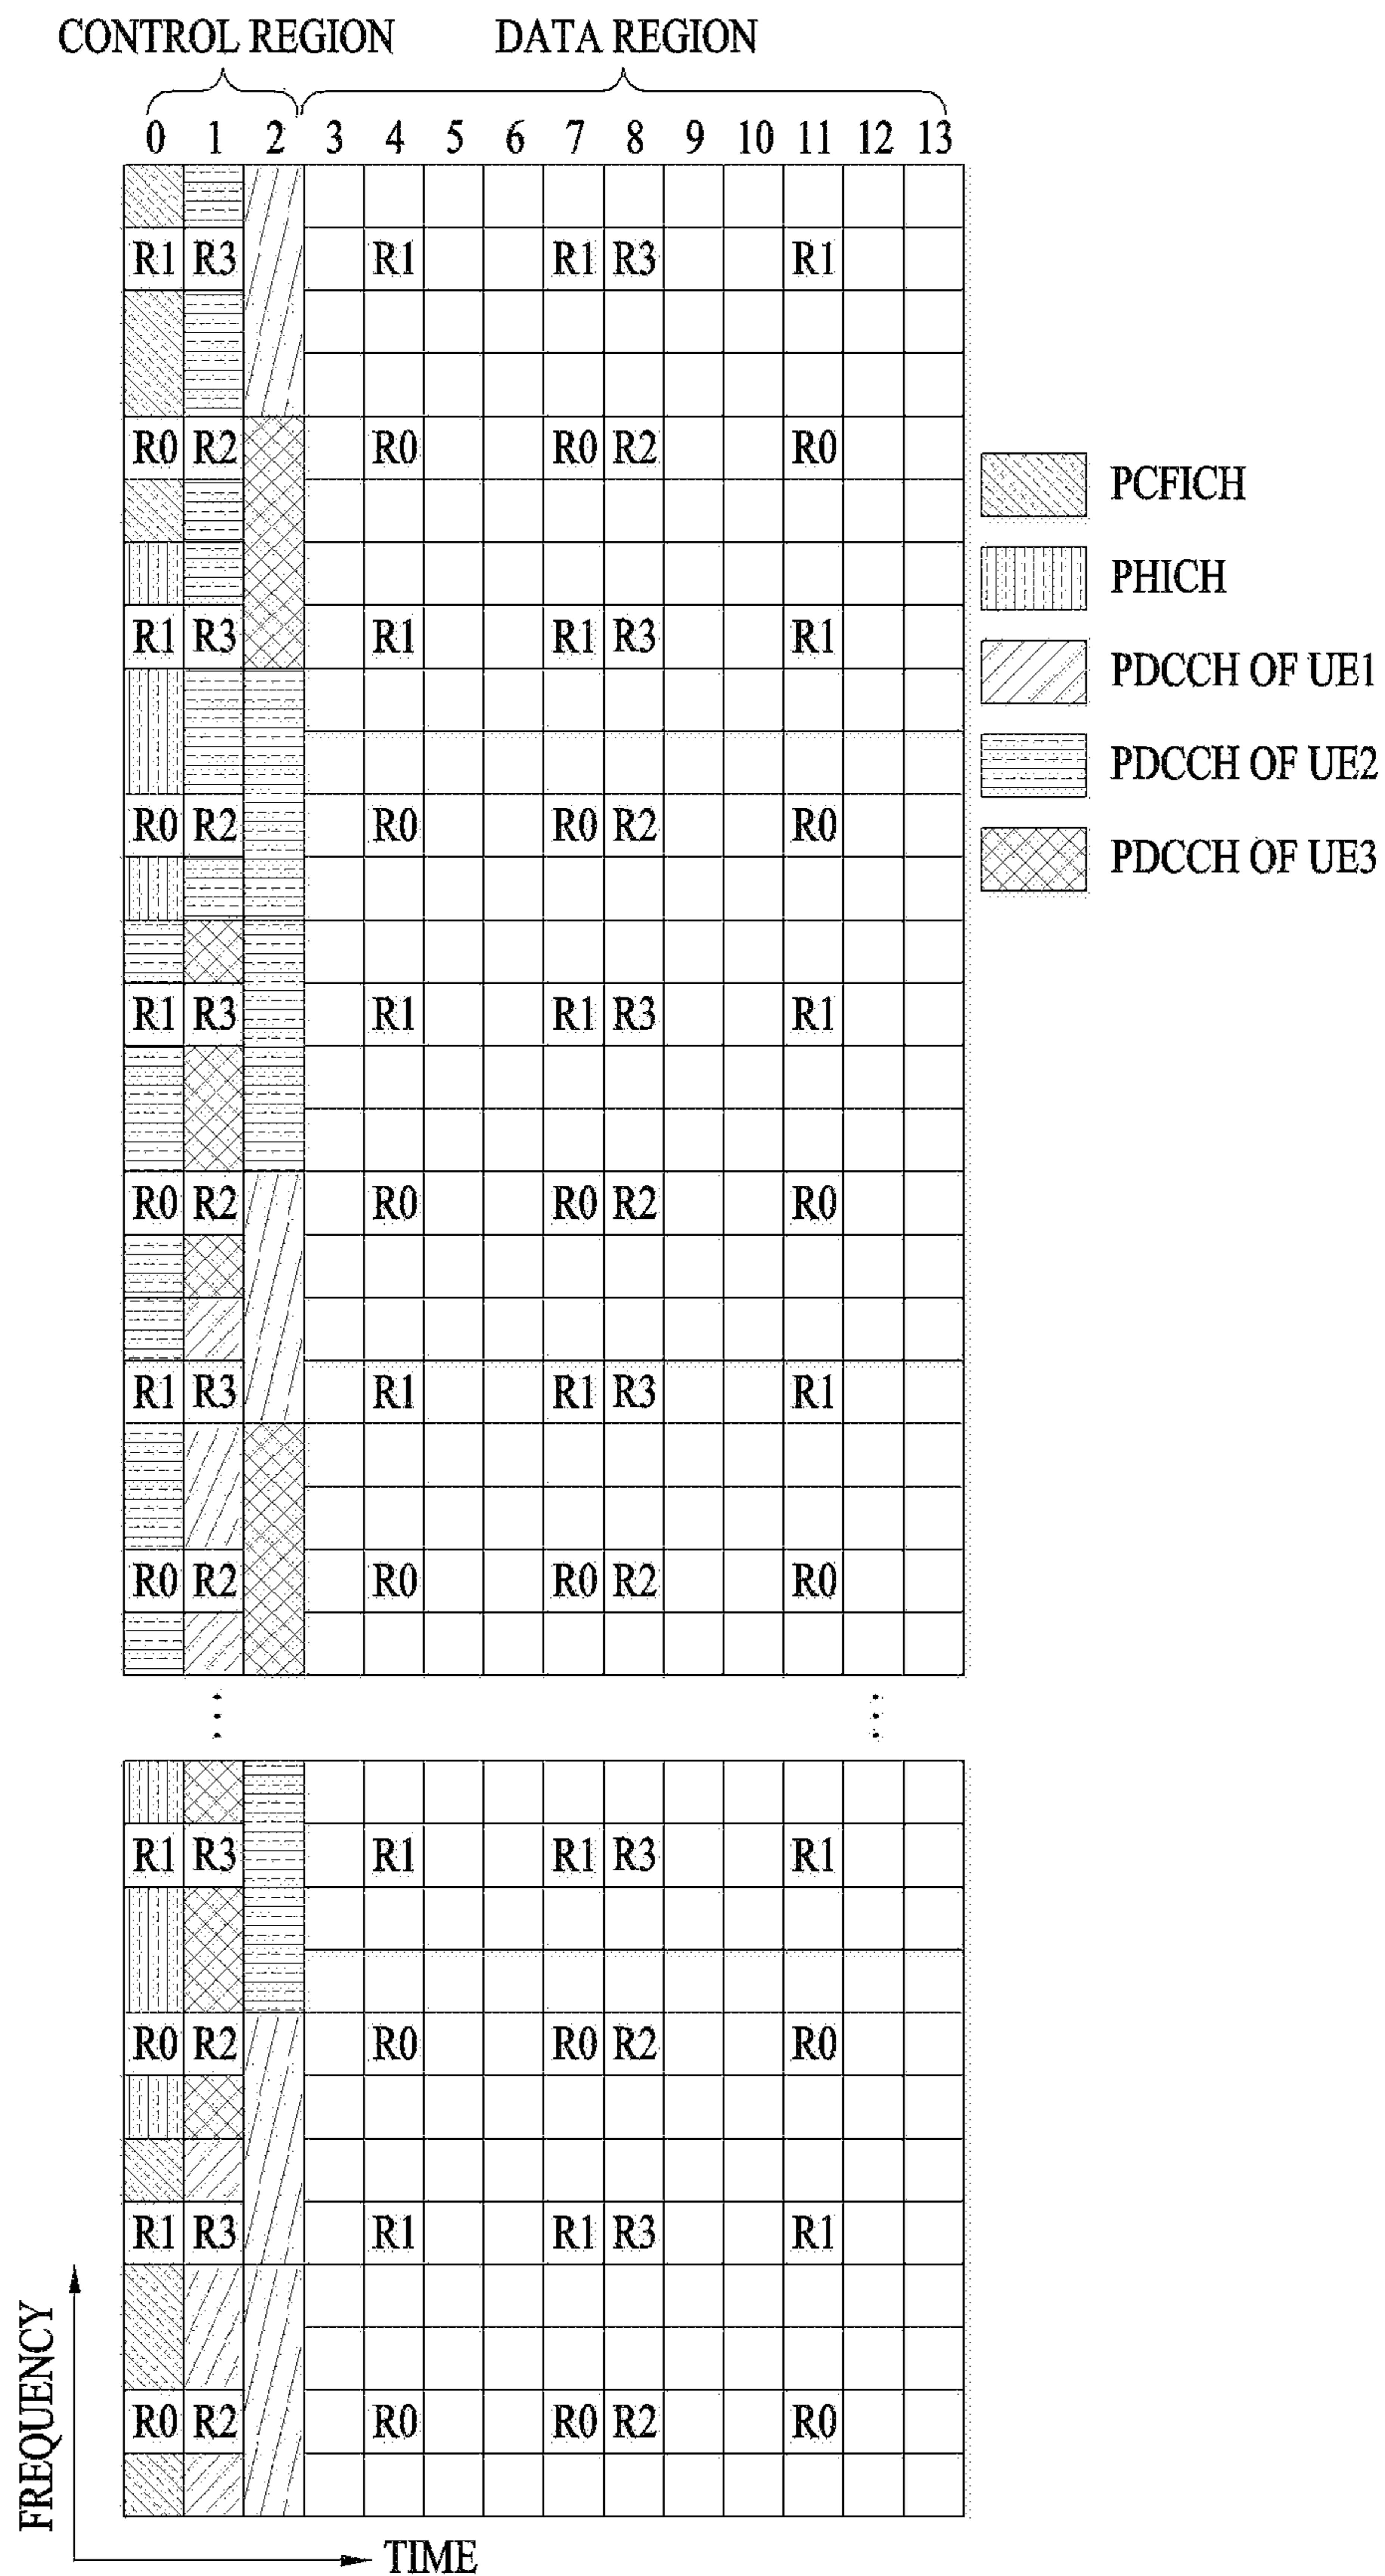 CONTROL REGION DATA REGION
0 1 2 3 4 5 6 7 8 9 10 11 12 13
R1 R3 R1 R1 R3 R1
R0 R2 R0 R0 R2 R0
PCFICH
PHICH
R1 R3 R1 R1 R3 R1
PDCCH OF UE1
PDCCH OF UE2
R0 R2 R0 R0 R2 R0
PDCCH OF UE3
R1 R3 R1 R1 R3 R1
R0 R2 R0 R0 R2 R0
R1 R3 R1 R1 R3 R1
R0 R2 R0 R0 R2 R0
R1 R3 R1 R1 R3 R1
R0 R2 R0 R0 R2 R0
R1 R3 R1 R1 R3 R1
R0 R2 R0 R0 R2 R0
FREQUENCY
TIME